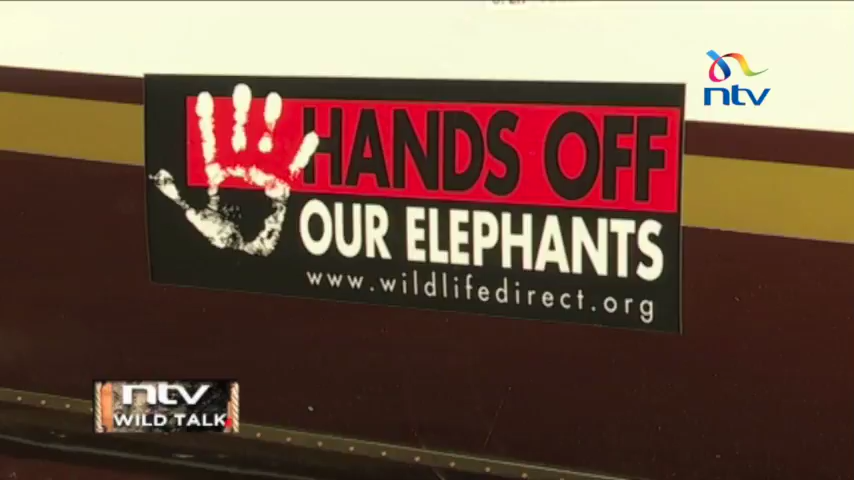 ntv
HANDS OFF
OUR ELEPHANTS
www.wildlifedirect.org
ntv
WILD TALK